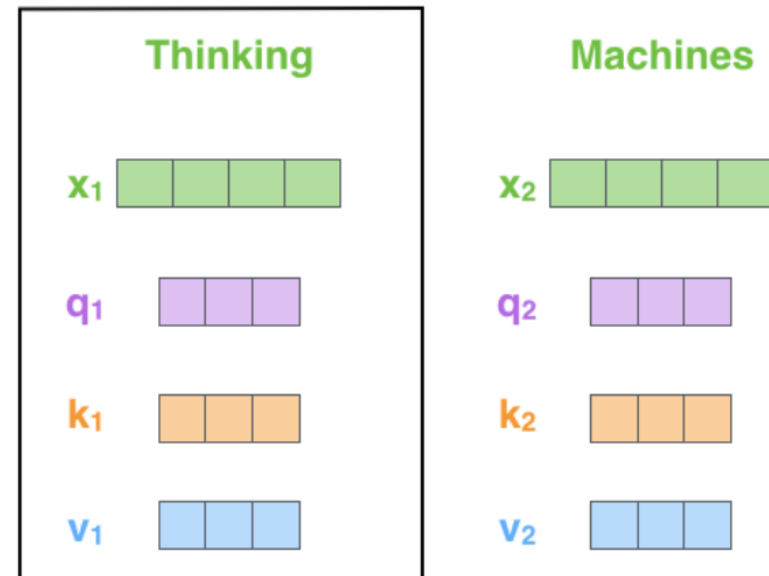 Thinking Machines
x₁ x₂
q₁ q₂
k₁ k₂
v₁ v₂